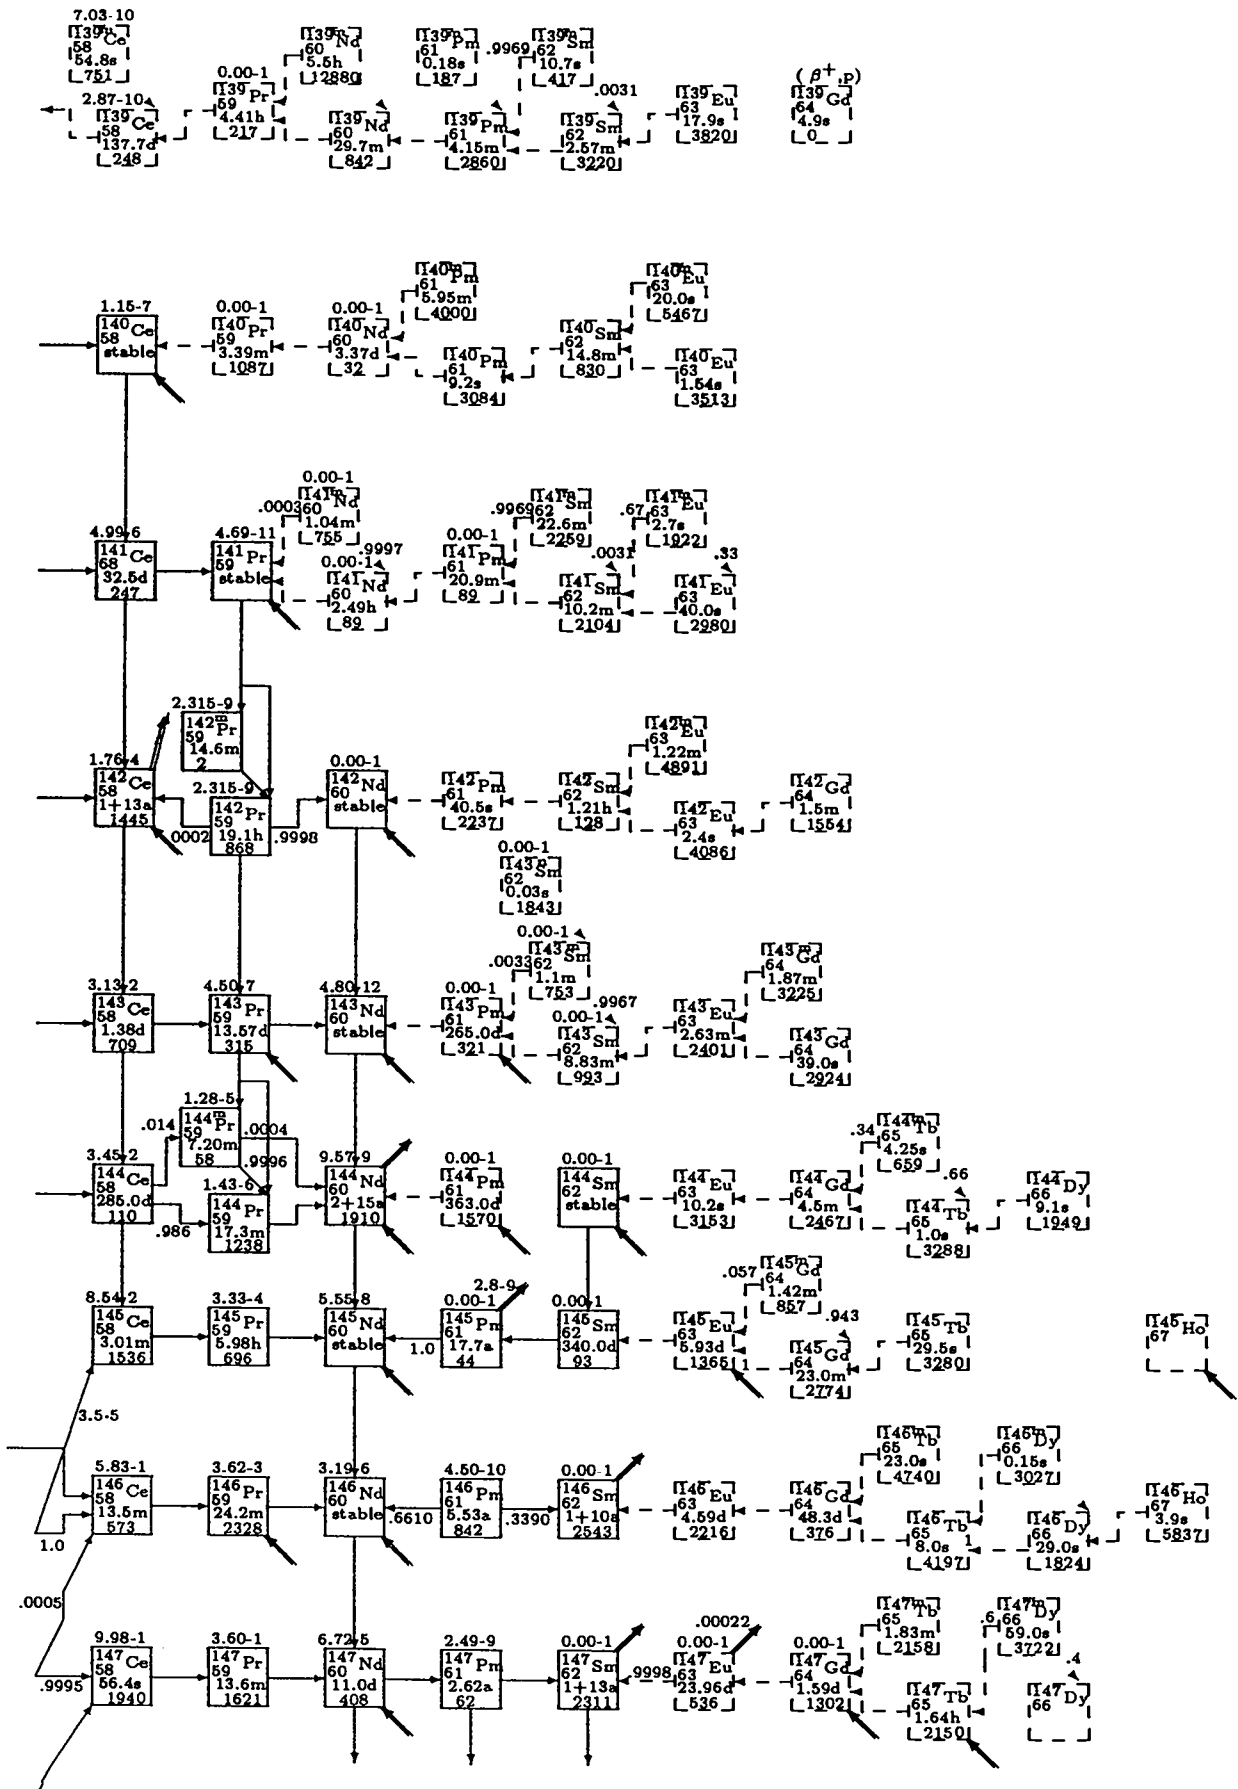 7.03-10
139m Ce
58
54.8s
751
2.87-10
139 Ce
58
137.7d
248
0.00-1
139 Pr
59
4.41h
217
139m Nd
60
5.5h
12880
139 Nd
60
29.7m
842
139m Pm
61
0.18s
187
139 Pm
61
4.15m
2860
.9969
139m Sm
62
10.7s
417
.0031
139 Sm
62
2.57m
3220
139 Eu
63
17.9s
3820
(β+,p)
139 Gd
64
4.9s
0
1.15-7
140 Ce
58
stable
0.00-1
140 Pr
59
3.39m
1087
0.00-1
140 Nd
60
3.37d
32
140m Pm
61
5.95m
4000
140 Pm
61
9.2s
3084
140 Sm
62
14.8m
830
140m Eu
63
20.0s
5467
140 Eu
63
1.54s
3513
4.99-6
141 Ce
58
32.5d
247
4.69-11
141 Pr
59
stable
.0003
0.00-1
141m Nd
60
1.04m
755
.9997
0.00-1
141 Nd
60
2.49h
89
0.00-1
141 Pm
61
20.9m
89
.9969
141m Sm
62
22.6m
2259
.0031
141 Sm
62
10.2m
2104
.67
141m Eu
63
2.7s
1922
.33
141 Eu
63
40.0s
2980
1.76-4
142 Ce
58
1+13a
1445
2.315-9
142m Pr
59
14.6m
2
2.315-9
142 Pr
59
19.1h
868
.0002
.9998
0.00-1
142 Nd
60
stable
142 Pm
61
40.5s
2237
142 Sm
62
1.21h
128
142m Eu
63
1.22m
4891
142 Eu
63
2.4s
4086
142 Gd
64
1.5m
1554
3.13-2
143 Ce
58
1.38d
709
4.50-7
143 Pr
59
13.57d
315
4.80-12
143 Nd
60
stable
0.00-1
143 Pm
61
265.0d
321
0.00-1
143n Sm
62
0.03s
1843
.0033
0.00-1
143m Sm
62
1.1m
753
.9967
0.00-1
143 Sm
62
8.83m
993
143 Eu
63
2.63m
2401
143m Gd
64
1.87m
3225
143 Gd
64
39.0s
2924
3.45-2
144 Ce
58
285.0d
110
.014
.986
1.28-5
144m Pr
59
7.20m
58
.0004
.9996
1.43-6
144 Pr
59
17.3m
1238
9.57-9
144 Nd
60
2+15a
1910
0.00-1
144 Pm
61
363.0d
1570
0.00-1
144 Sm
62
stable
144 Eu
63
10.2s
3153
144 Gd
64
4.5m
2467
.34
144m Tb
65
4.25s
659
.66
144 Tb
65
1.0s
3288
144 Dy
66
9.1s
1949
8.54-2
145 Ce
58
3.01m
1536
3.33-4
145 Pr
59
5.98h
696
5.55-8
145 Nd
60
stable
1.0
2.8-9
0.00-1
145 Pm
61
17.7a
44
0.00-1
145 Sm
62
340.0d
93
145 Eu
63
5.93d
1365
.057
145m Gd
64
1.42m
857
.943
1
145 Gd
64
23.0m
2774
145 Tb
65
29.5s
3280
145 Ho
67
3.5-5
1.0
5.83-1
146 Ce
58
13.5m
573
3.62-3
146 Pr
59
24.2m
2328
3.19-6
146 Nd
60
stable
.6610
4.50-10
146 Pm
61
5.53a
842
.3390
0.00-1
146 Sm
62
1+10a
2543
146 Eu
63
4.59d
2216
146 Gd
64
48.3d
376
146m Tb
65
23.0s
4740
146 Tb
65
8.0s
4197
1
146m Dy
66
0.15s
3027
146 Dy
66
29.0s
1824
146 Ho
67
3.9s
5837
.0005
.9995
9.98-1
147 Ce
58
56.4s
1940
3.60-1
147 Pr
59
13.6m
1621
6.72-5
147 Nd
60
11.0d
408
2.49-9
147 Pm
61
2.62a
62
0.00-1
147 Sm
62
1+13a
2311
.9998
.00022
0.00-1
147 Eu
63
23.96d
536
0.00-1
147 Gd
64
1.59d
1302
147m Tb
65
1.83m
2158
147 Tb
65
1.64h
2150
.6
147m Dy
66
59.0s
3722
.4
147 Dy
66